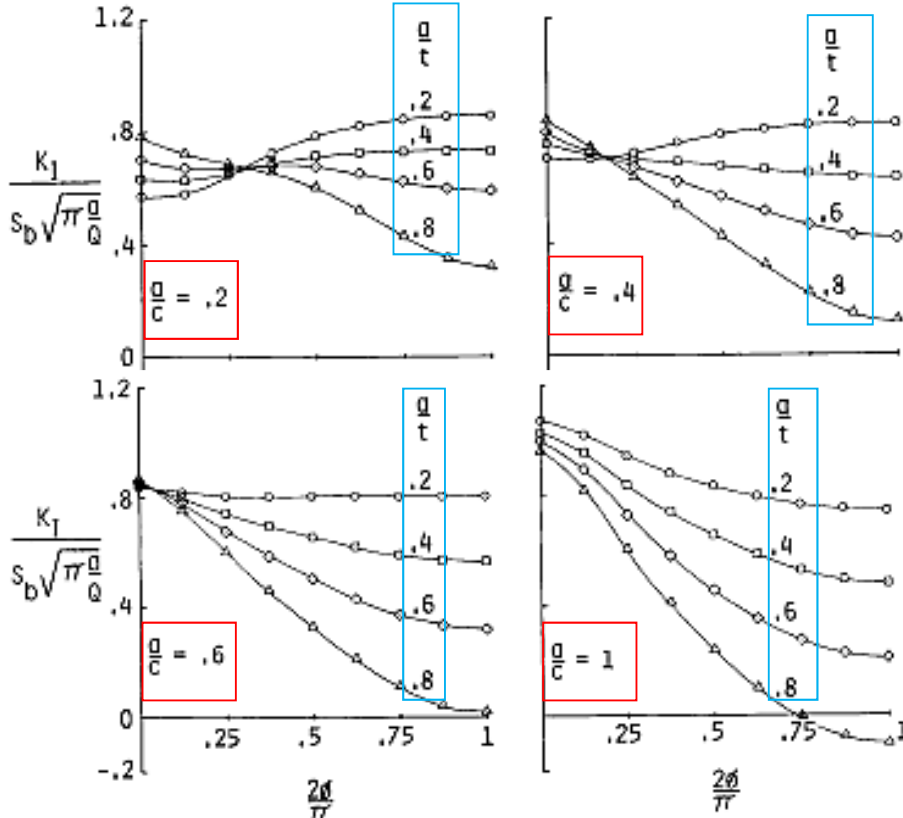 1.2
.8
.4
0
K_I
S_b√(π a/Q)
a/t
.2
.4
.6
.8
a/c = .2
a/t
.2
.4
.6
.8
a/c = .4
1.2
.8
.4
0
-.2
K_I
S_b√(π a/Q)
a/t
.2
.4
.6
.8
a/c = .6
.25 .5 .75 1
2ø/π
a/t
.2
.4
.6
.8
a/c = 1
.25 .5 .75 1
2ø/π